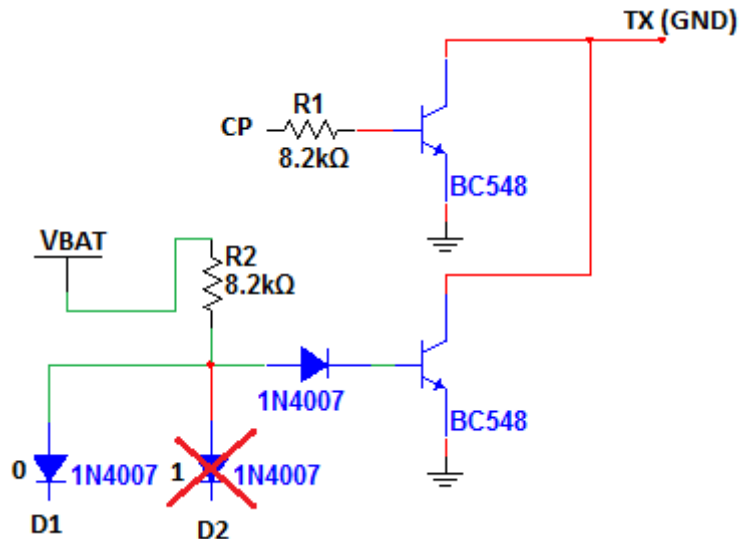 TX (GND)
R1
CP
8.2kΩ
BC548
VBAT
R2
8.2kΩ
1N4007
BC548
0 1N4007 1 1N4007
D1 D2